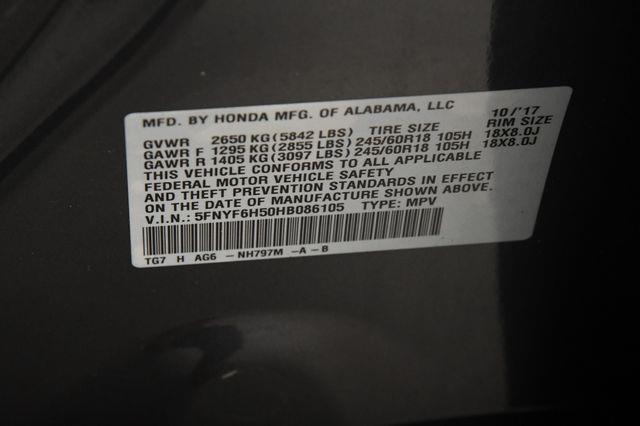 MFD. BY HONDA MFG. OF ALABAMA, LLC 10/'17
GVWR 2650 KG (5842 LBS) TIRE SIZE RIM SIZE
GAWR F 1295 KG (2855 LBS) 245/60R18 105H 18X8.0J
GAWR R 1405 KG (3097 LBS) 245/60R18 105H 18X8.0J
THIS VEHICLE CONFORMS TO ALL APPLICABLE
FEDERAL MOTOR VEHICLE SAFETY
AND THEFT PREVENTION STANDARDS IN EFFECT
ON THE DATE OF MANUFACTURE SHOWN ABOVE.
V.I.N.: 5FNYF6H50HB086105 TYPE: MPV
TG7 H AG6 -NH797M -A-B